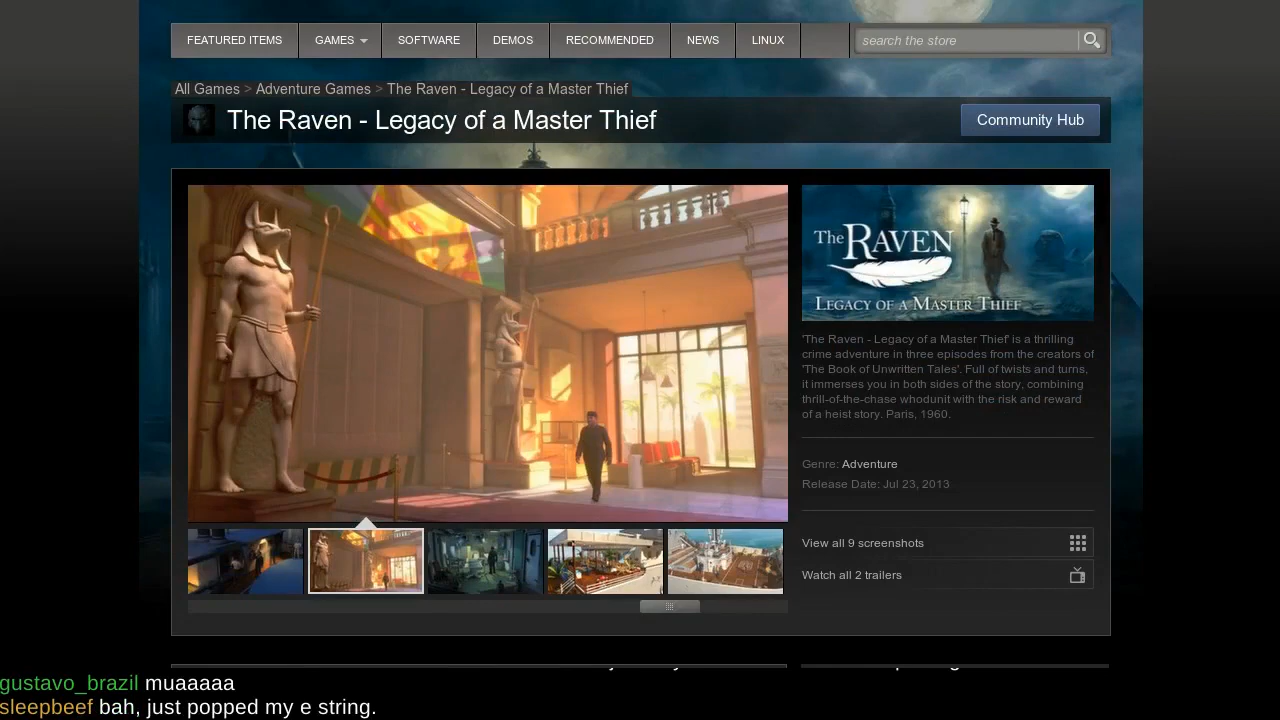 FEATURED ITEMS GAMES SOFTWARE DEMOS RECOMMENDED NEWS LINUX search the store
All Games > Adventure Games > The Raven - Legacy of a Master Thief
The Raven - Legacy of a Master Thief
Community Hub
The RAVEN
LEGACY OF A MASTER THIEF
'The Raven - Legacy of a Master Thief' is a thrilling
crime adventure in three episodes from the creators of
'The Book of Unwritten Tales'. Full of twists and turns,
it immerses you in both sides of the story, combining
thrill-of-the-chase whodunit with the risk and reward
of a heist story. Paris, 1960.
Genre: Adventure
Release Date: Jul 23, 2013
View all 9 screenshots
Watch all 2 trailers
gustavo_brazil muaaaaa
sleepbeef bah, just popped my e string.